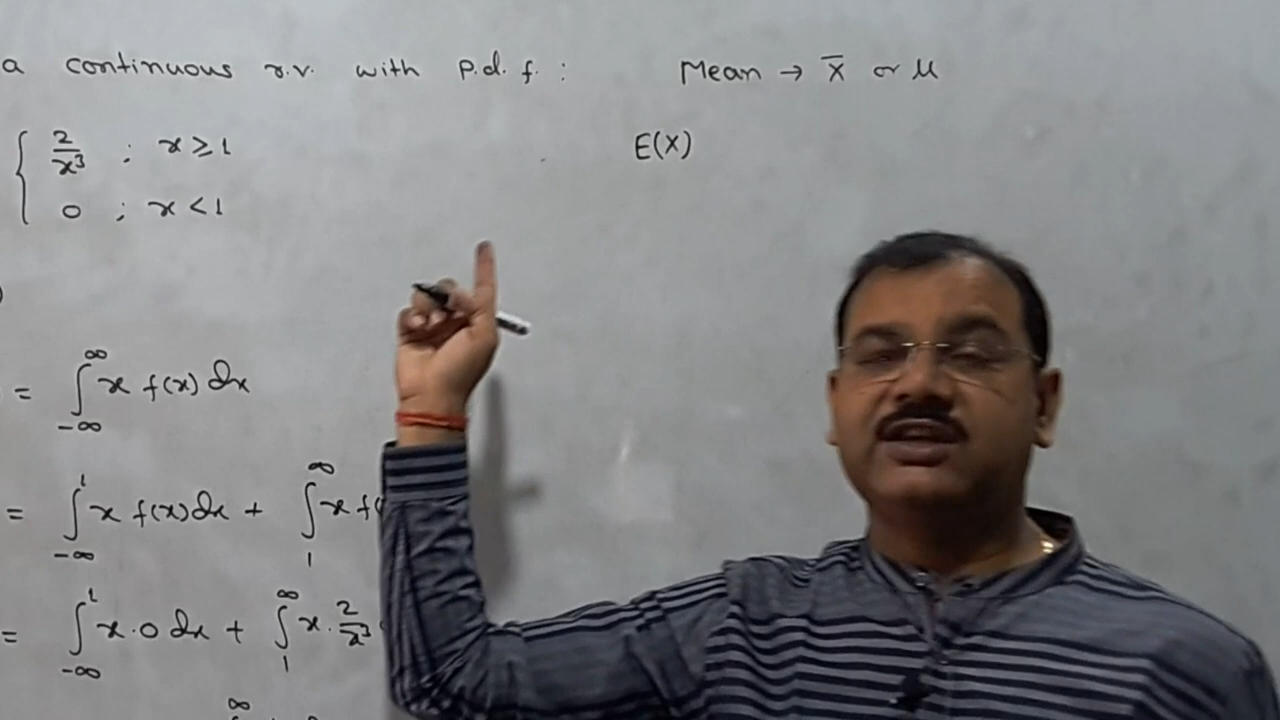 a continuous r.v. with p.d.f. : Mean → x̄ or μ
{ 2/x³ ; x ≥ 1
0 ; x < 1
E(X)
)
= ∫_{-∞}^{∞} x f(x) dx
= ∫_{-∞}^{1} x f(x) dx + ∫_{1}^{∞} x f(
= ∫_{-∞}^{1} x · 0 dx + ∫_{1}^{∞} x · 2/x³
∞